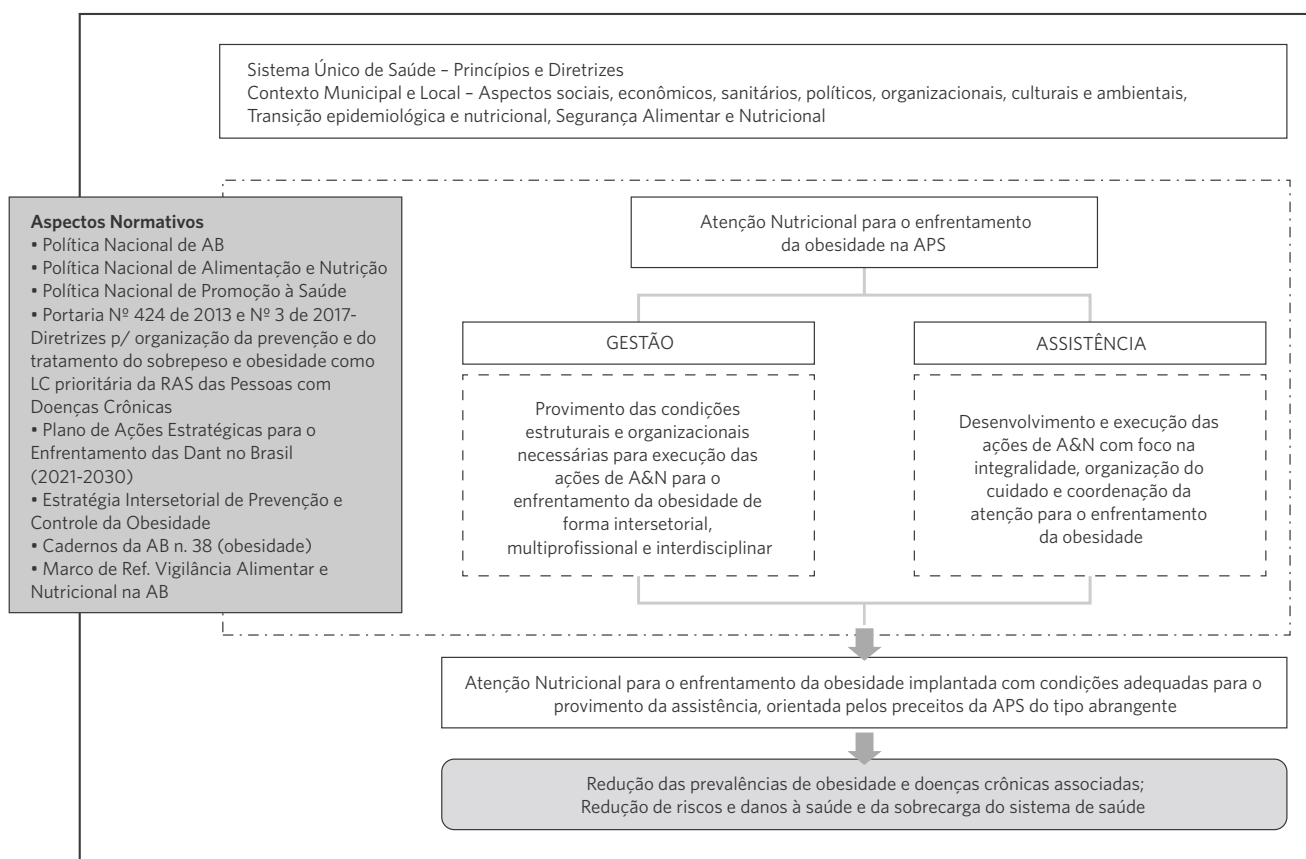 Sistema Único de Saúde – Princípios e Diretrizes
Contexto Municipal e Local – Aspectos sociais, econômicos, sanitários, políticos, organizacionais, culturais e ambientais,
Transição epidemiológica e nutricional, Segurança Alimentar e Nutricional
Aspectos Normativos
• Política Nacional de AB
• Política Nacional de Alimentação e Nutrição
• Política Nacional de Promoção à Saúde
• Portaria Nº 424 de 2013 e Nº 3 de 2017-
Diretrizes p/ organização da prevenção e do
tratamento do sobrepeso e obesidade como
LC prioritária da RAS das Pessoas com
Doenças Crônicas
• Plano de Ações Estratégicas para o
Enfrentamento das Dant no Brasil
(2021-2030)
• Estratégia Intersetorial de Prevenção e
Controle da Obesidade
• Cadernos da AB n. 38 (obesidade)
• Marco de Ref. Vigilância Alimentar e
Nutricional na AB
Atenção Nutricional para o enfrentamento
da obesidade na APS
GESTÃO
Provimento das condições
estruturais e organizacionais
necessárias para execução das
ações de A&N para o
enfrentamento da obesidade de
forma intersetorial,
multiprofissional e interdisciplinar
ASSISTÊNCIA
Desenvolvimento e execução das
ações de A&N com foco na
integralidade, organização do
cuidado e coordenação da
atenção para o enfrentamento
da obesidade
Atenção Nutricional para o enfrentamento da obesidade implantada com condições adequadas para o
provimento da assistência, orientada pelos preceitos da APS do tipo abrangente
Redução das prevalências de obesidade e doenças crônicas associadas;
Redução de riscos e danos à saúde e da sobrecarga do sistema de saúde